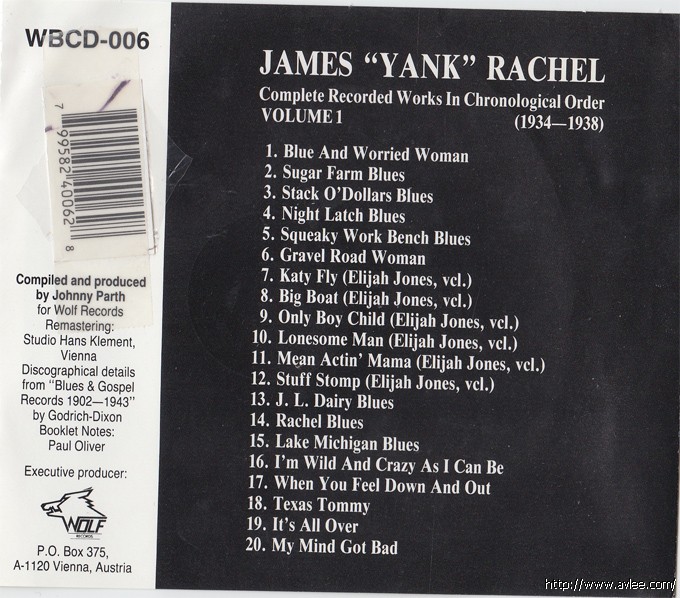 WBCD-006
7 99582 40062 8
Compiled and produced
by Johnny Parth
for Wolf Records
Remastering:
Studio Hans Klement,
Vienna
Discographical details
from "Blues & Gospel
Records 1902—1943"
by Godrich-Dixon
Booklet Notes:
Paul Oliver
Executive producer:
WOLF
RECORDS
P.O. Box 375,
A-1120 Vienna, Austria
JAMES “YANK” RACHEL
Complete Recorded Works In Chronological Order
VOLUME 1 (1934—1938)
1. Blue And Worried Woman
2. Sugar Farm Blues
3. Stack O'Dollars Blues
4. Night Latch Blues
5. Squeaky Work Bench Blues
6. Gravel Road Woman
7. Katy Fly (Elijah Jones, vcl.)
8. Big Boat (Elijah Jones, vcl.)
9. Only Boy Child (Elijah Jones, vcl.)
10. Lonesome Man (Elijah Jones, vcl.)
11. Mean Actin' Mama (Elijah Jones, vcl.)
12. Stuff Stomp (Elijah Jones, vcl.)
13. J. L. Dairy Blues
14. Rachel Blues
15. Lake Michigan Blues
16. I'm Wild And Crazy As I Can Be
17. When You Feel Down And Out
18. Texas Tommy
19. It's All Over
20. My Mind Got Bad
http://www.avlee.com/